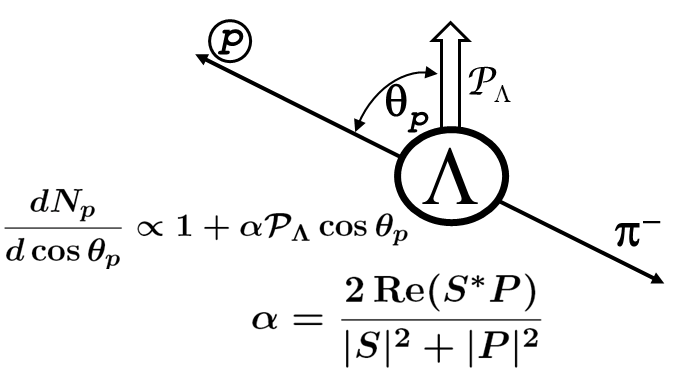 p
𝒫_Λ
θ_p
Λ
π⁻
dN_p / d cos θ_p ∝ 1 + α𝒫_Λ cos θ_p
α = 2 Re(S*P) / |S|² + |P|²